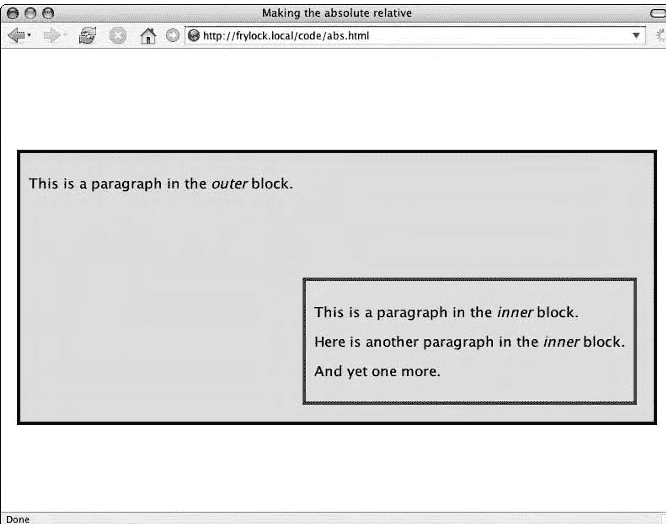 Making the absolute relative
http://frylock.local/code/abs.html
This is a paragraph in the outer block.
This is a paragraph in the inner block.
Here is another paragraph in the inner block.
And yet one more.
Done